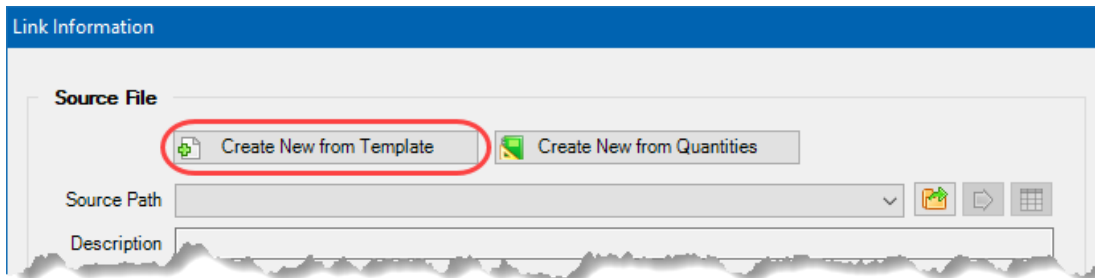 Link Information
Source File
Create New from Template Create New from Quantities
Source Path
Description